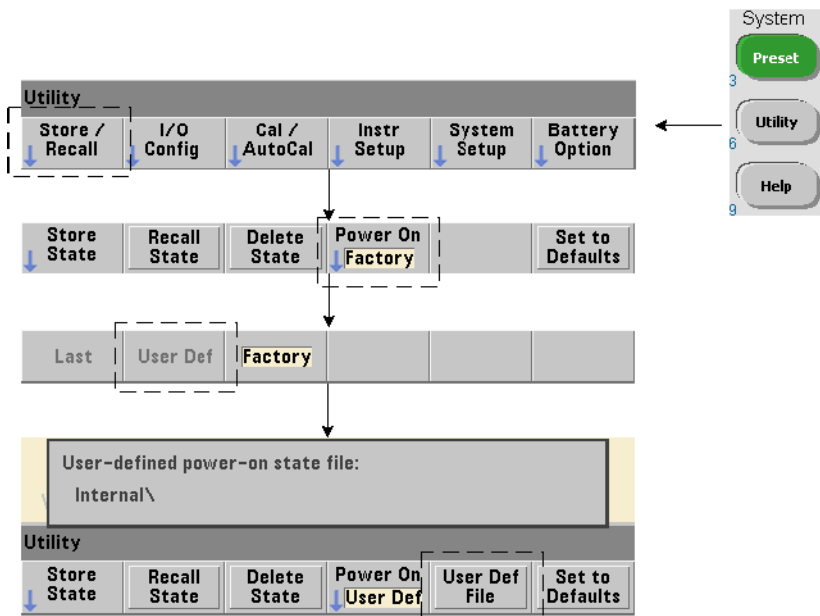 System
Preset
3
Utility
6
Help
9
Utility
Store / Recall
I/O Config
Cal / AutoCal
Instr Setup
System Setup
Battery Option
Store State
Recall State
Delete State
Power On Factory
Set to Defaults
Last
User Def
Factory
User-defined power-on state file:
Internal\
Utility
Store State
Recall State
Delete State
Power On User Def
User Def File
Set to Defaults